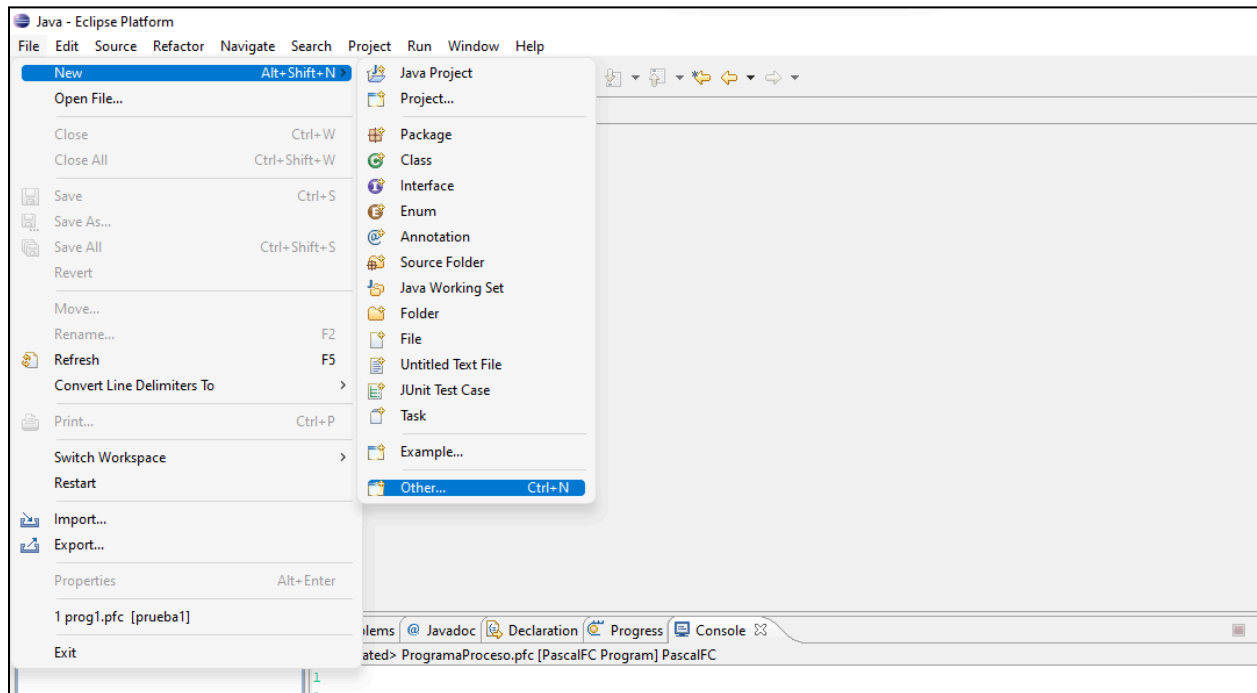 Java - Eclipse Platform
File Edit Source Refactor Navigate Search Project Run Window Help
New Alt+Shift+N
Open File...
Close Ctrl+W
Close All Ctrl+Shift+W
Save Ctrl+S
Save As...
Save All Ctrl+Shift+S
Revert
Move...
Rename... F2
Refresh F5
Convert Line Delimiters To
Print... Ctrl+P
Switch Workspace
Restart
Import...
Export...
Properties Alt+Enter
1 prog1.pfc [prueba1]
Exit
Java Project
Project...
Package
Class
Interface
Enum
Annotation
Source Folder
Java Working Set
Folder
File
Untitled Text File
JUnit Test Case
Task
Example...
Other... Ctrl+N
lems @ Javadoc Declaration Progress Console
ated> ProgramaProceso.pfc [PascalFC Program] PascalFC
1